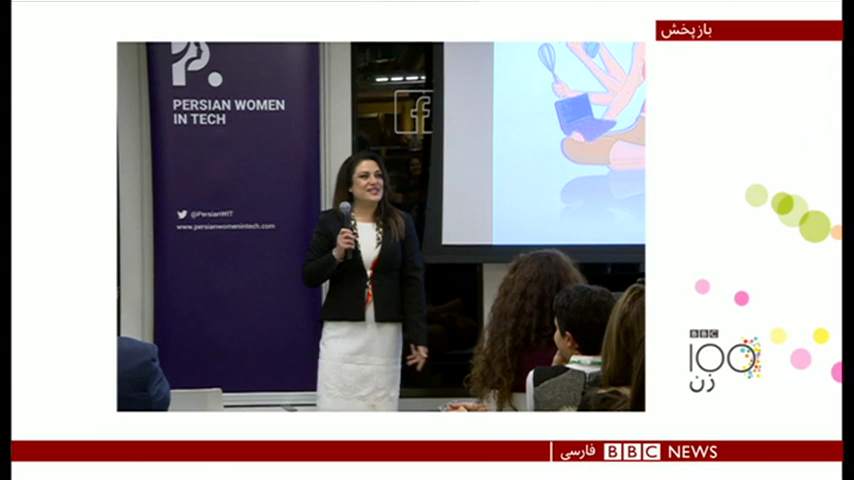 بازپخش
PERSIAN WOMEN
IN TECH
@PersianWIT
www.persianwomenintech.com
BBC
100
زن
فارسی BBC NEWS